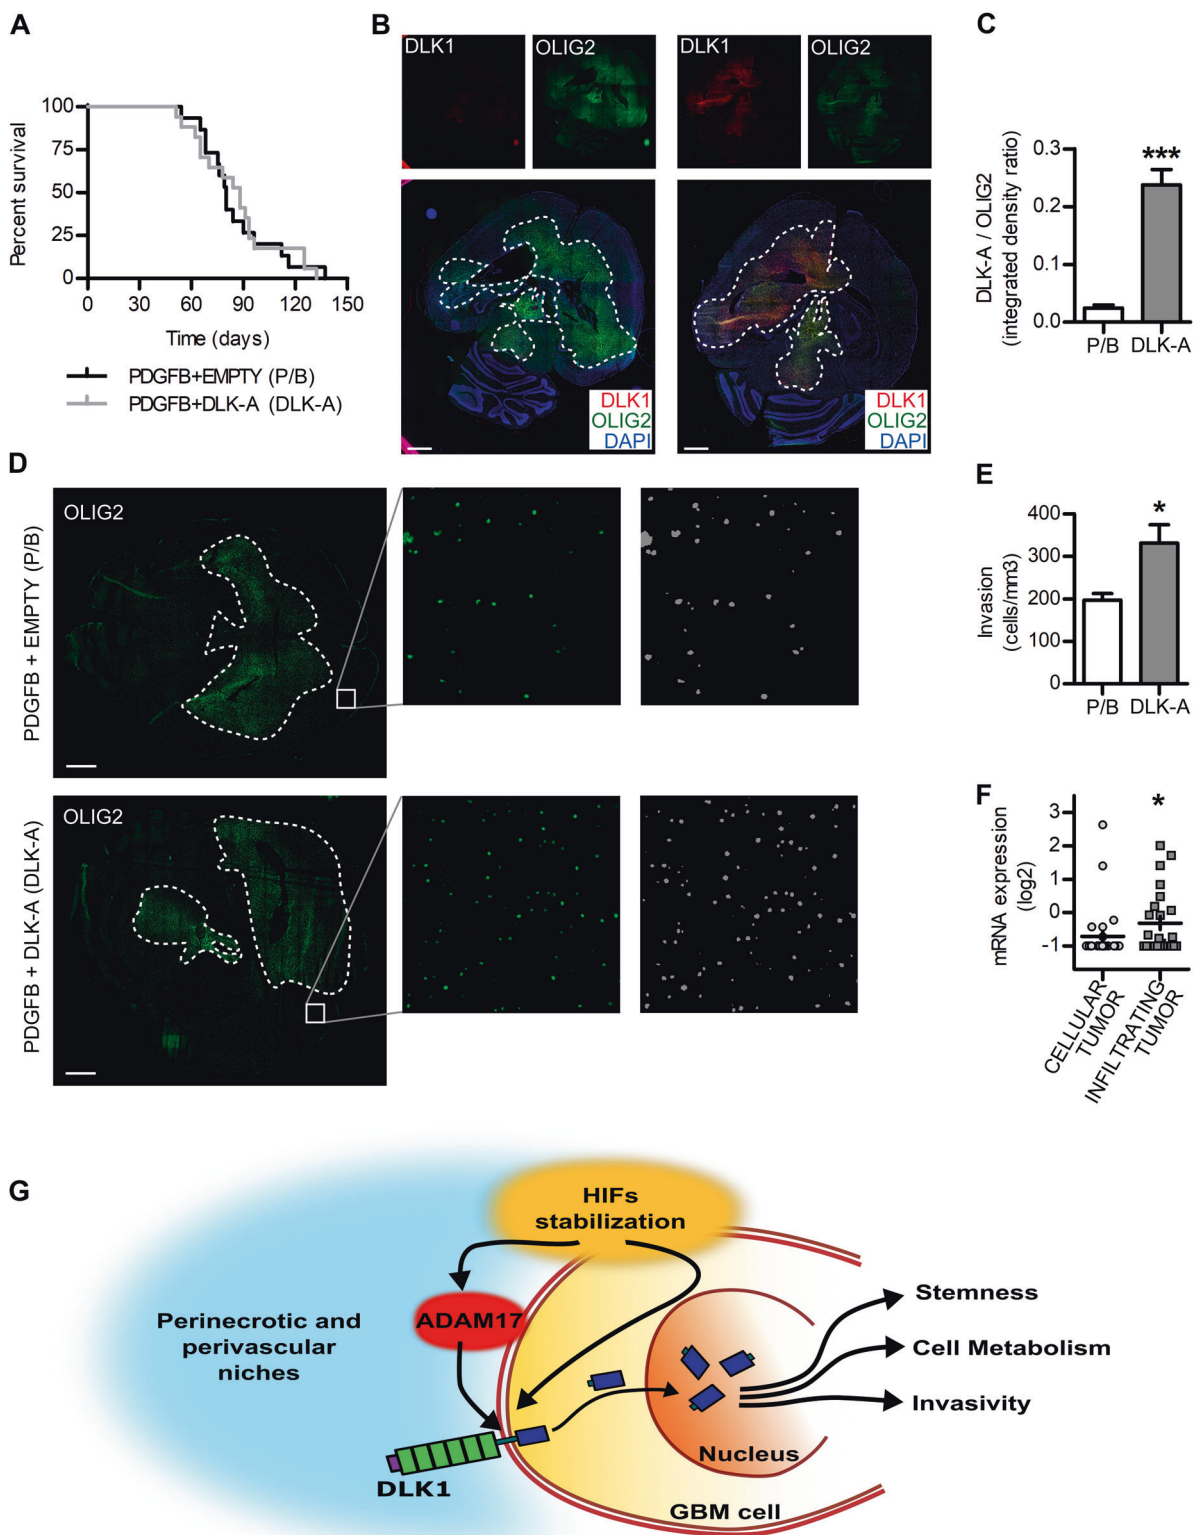 A
Percent survival
100
75
50
25
0
0 30 60 90 120 150
Time (days)
PDGFB+EMPTY (P/B)
PDGFB+DLK-A (DLK-A)
B
DLK1
OLIG2
DLK1
OLIG2
DLK1
OLIG2
DAPI
DLK1
OLIG2
DAPI
C
DLK-A / OLIG2
(integrated density ratio)
0.3
0.2
0.1
0.0
***
P/B DLK-A
D
PDGFB + EMPTY (P/B)
OLIG2
PDGFB + DLK-A (DLK-A)
OLIG2
E
Invasion
(cells/mm3)
400
300
200
100
0
*
P/B DLK-A
F
mRNA expression
(log2)
3
2
1
0
-1
*
CELLULAR
TUMOR
INFILTRATING
TUMOR
G
HIFs
stabilization
ADAM17
Perinecrotic and
perivascular
niches
DLK1
Nucleus
GBM cell
Stemness
Cell Metabolism
Invasivity